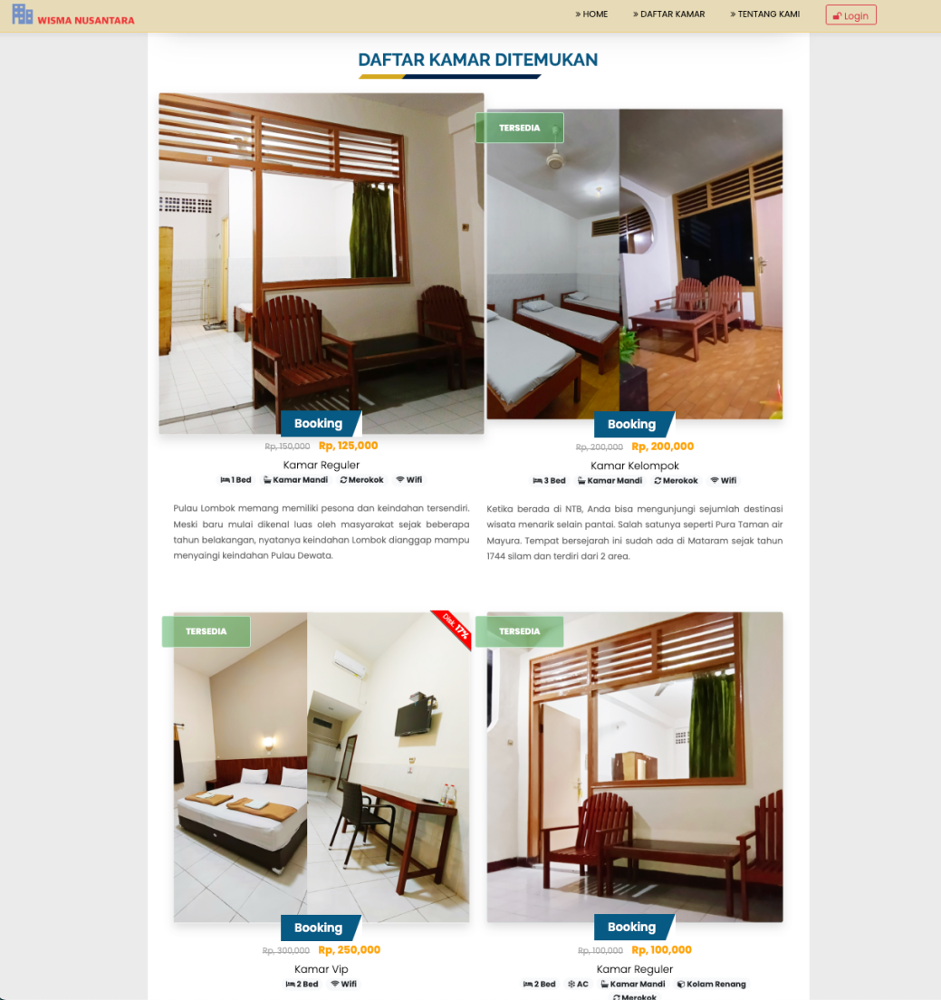 WISMA NUSANTARA
» HOME
» DAFTAR KAMAR
» TENTANG KAMI
Login
DAFTAR KAMAR DITEMUKAN
Booking
Rp, 150,000 Rp, 125,000
Kamar Reguler
1 Bed Kamar Mandi Merokok Wifi
Pulau Lombok memang memiliki pesona dan keindahan tersendiri.
Meski baru mulai dikenal luas oleh masyarakat sejak beberapa
tahun belakangan, nyatanya keindahan Lombok dianggap mampu
menyaingi keindahan Pulau Dewata.
TERSEDIA
Booking
Rp, 200,000 Rp, 200,000
Kamar Kelompok
3 Bed Kamar Mandi Merokok Wifi
Ketika berada di NTB, Anda bisa mengunjungi sejumlah destinasi
wisata menarik selain pantai. Salah satunya seperti Pura Taman air
Mayura. Tempat bersejarah ini sudah ada di Mataram sejak tahun
1744 silam dan terdiri dari 2 area.
TERSEDIA
Disk. 17%
Booking
Rp, 300,000 Rp, 250,000
Kamar Vip
2 Bed Wifi
TERSEDIA
Booking
Rp, 100,000 Rp, 100,000
Kamar Reguler
2 Bed AC Kamar Mandi Kolam Renang
Merokok